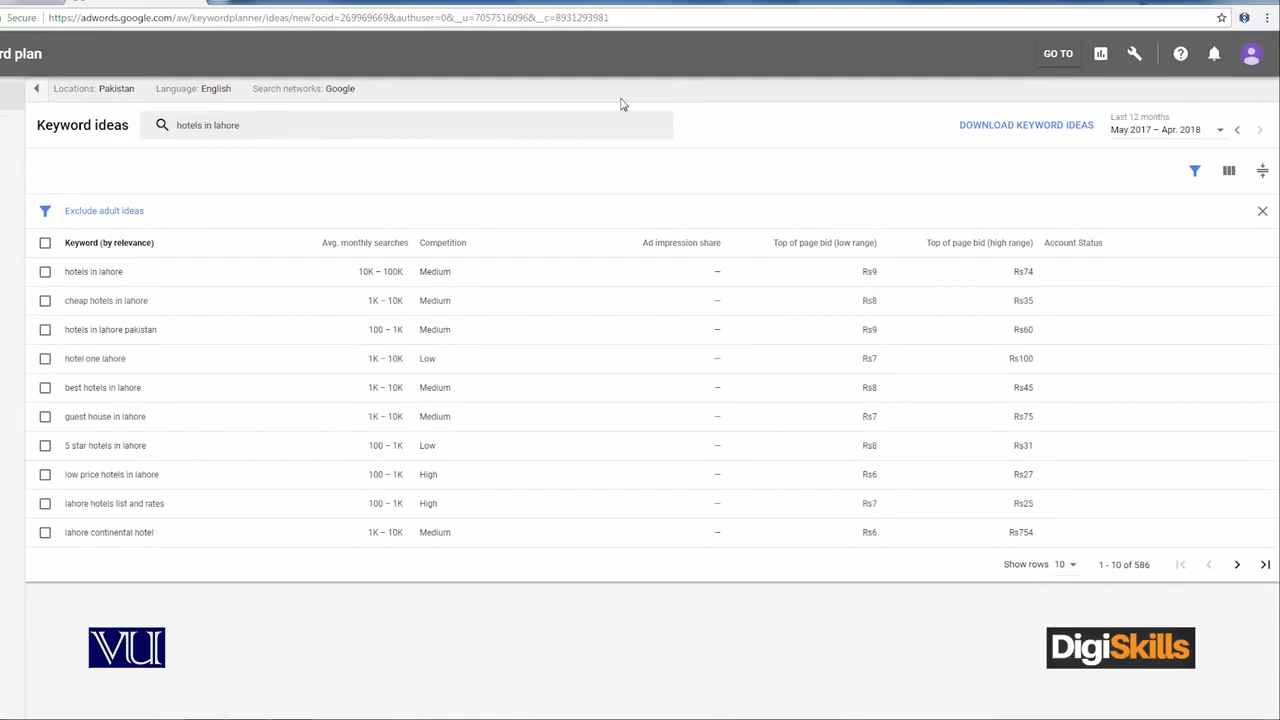 Secure https://adwords.google.com/aw/keywordplanner/ideas/new?ocid=269969669&authuser=0&__u=7057516096&__c=8931293981
rd plan GO TO
Locations: Pakistan Language: English Search networks: Google
Keyword ideas hotels in lahore DOWNLOAD KEYWORD IDEAS Last 12 months
May 2017 – Apr. 2018
Exclude adult ideas
Keyword (by relevance) Avg. monthly searches Competition Ad impression share Top of page bid (low range) Top of page bid (high range) Account Status
hotels in lahore 10K – 100K Medium – Rs9 Rs74
cheap hotels in lahore 1K – 10K Medium – Rs8 Rs35
hotels in lahore pakistan 100 – 1K Medium – Rs9 Rs60
hotel one lahore 1K – 10K Low – Rs7 Rs100
best hotels in lahore 1K – 10K Medium – Rs8 Rs45
guest house in lahore 1K – 10K Medium – Rs7 Rs75
5 star hotels in lahore 100 – 1K Low – Rs8 Rs31
low price hotels in lahore 100 – 1K High – Rs6 Rs27
lahore hotels list and rates 100 – 1K High – Rs7 Rs25
lahore continental hotel 1K – 10K Medium – Rs6 Rs754
Show rows 10 1 - 10 of 586
VU DigiSkills